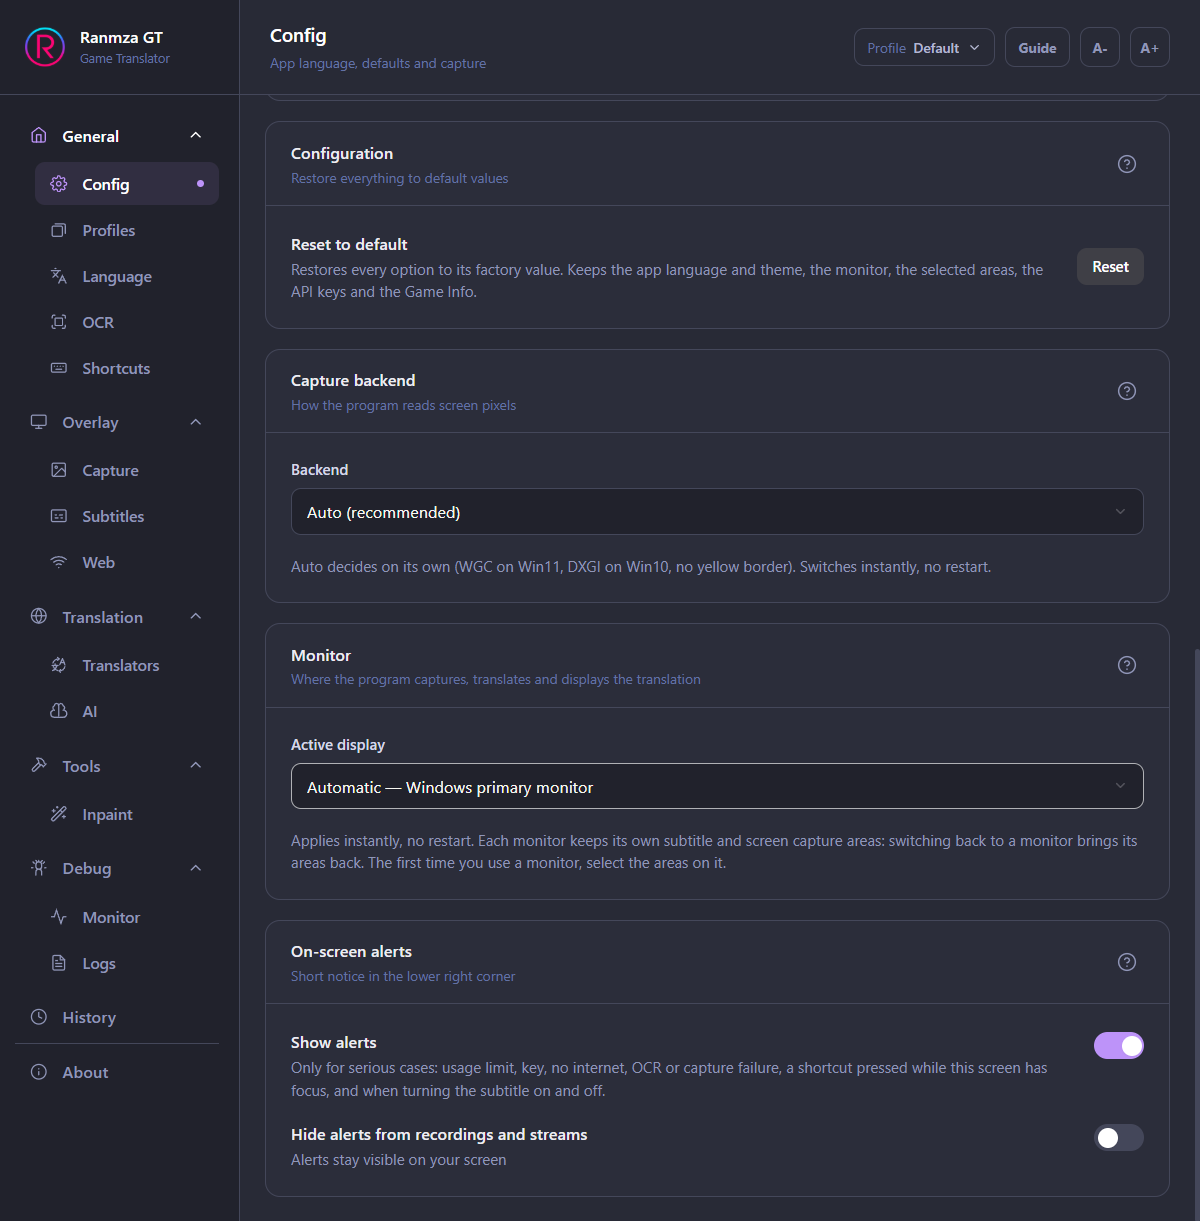 Ranmza GT
Game Translator
Config
App language, defaults and capture
Profile Default
Guide
A-
A+
General
Config
Profiles
Language
OCR
Shortcuts
Overlay
Capture
Subtitles
Web
Translation
Translators
AI
Tools
Inpaint
Debug
Monitor
Logs
History
About
Configuration
Restore everything to default values
Reset to default
Restores every option to its factory value. Keeps the app language and theme, the monitor, the selected areas, the
API keys and the Game Info.
Reset
Capture backend
How the program reads screen pixels
Backend
Auto (recommended)
Auto decides on its own (WGC on Win11, DXGI on Win10, no yellow border). Switches instantly, no restart.
Monitor
Where the program captures, translates and displays the translation
Active display
Automatic — Windows primary monitor
Applies instantly, no restart. Each monitor keeps its own subtitle and screen capture areas: switching back to a monitor brings its
areas back. The first time you use a monitor, select the areas on it.
On-screen alerts
Short notice in the lower right corner
Show alerts
Only for serious cases: usage limit, key, no internet, OCR or capture failure, a shortcut pressed while this screen has
focus, and when turning the subtitle on and off.
Hide alerts from recordings and streams
Alerts stay visible on your screen